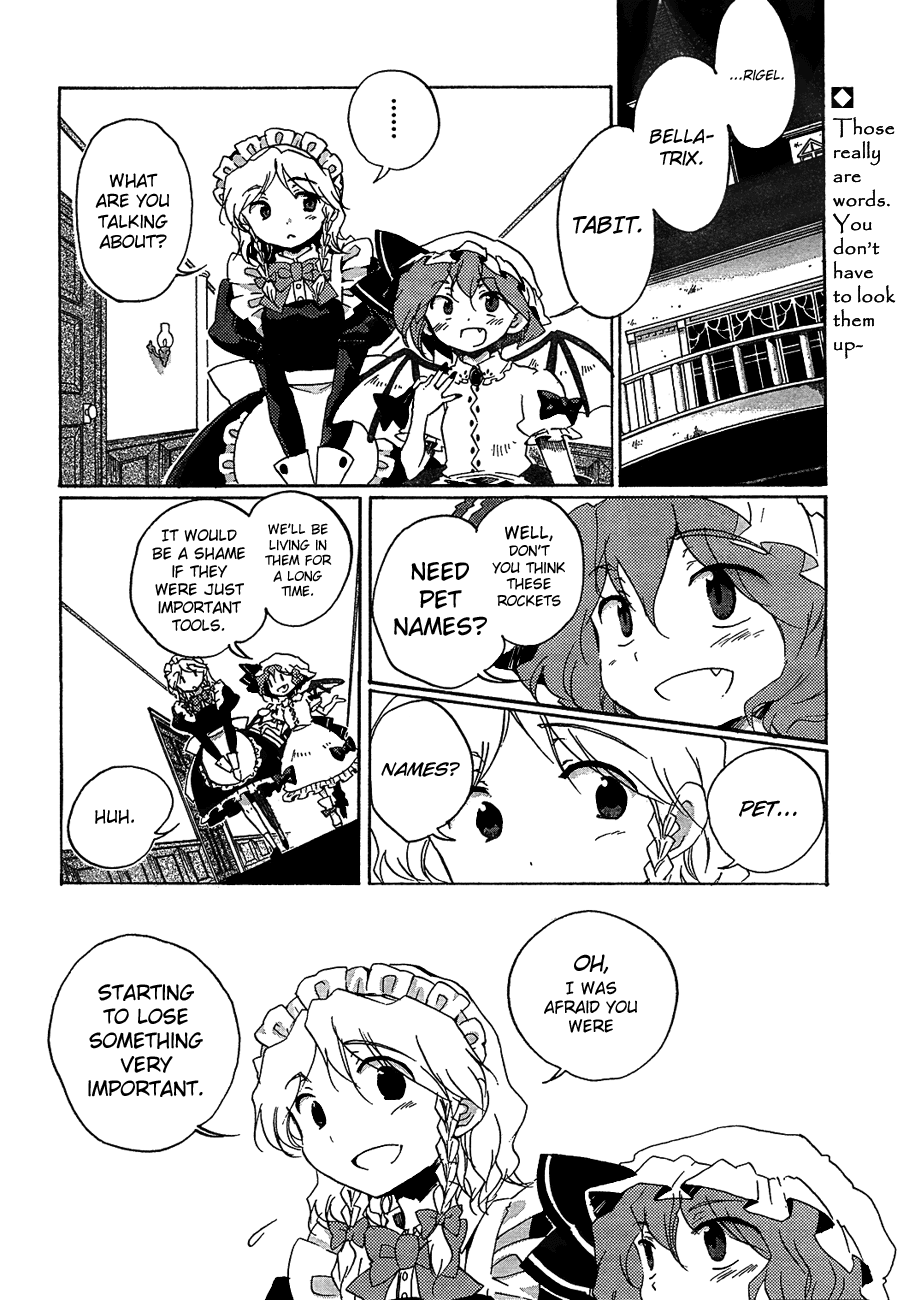 ...RIGEL.
BELLA-
TRIX.
TABIT.
......
WHAT
ARE YOU
TALKING
ABOUT?
Those
really
are
words.
You
don't
have
to look
them
up-
WELL,
DON'T
YOU THINK
THESE
ROCKETS
NEED
PET
NAMES?
PET...
NAMES?
WE'LL BE
LIVING IN
THEM FOR
A LONG
TIME.
IT WOULD
BE A SHAME
IF THEY
WERE JUST
IMPORTANT
TOOLS.
HUH.
OH,
I WAS
AFRAID YOU
WERE
STARTING
TO LOSE
SOMETHING
VERY
IMPORTANT.